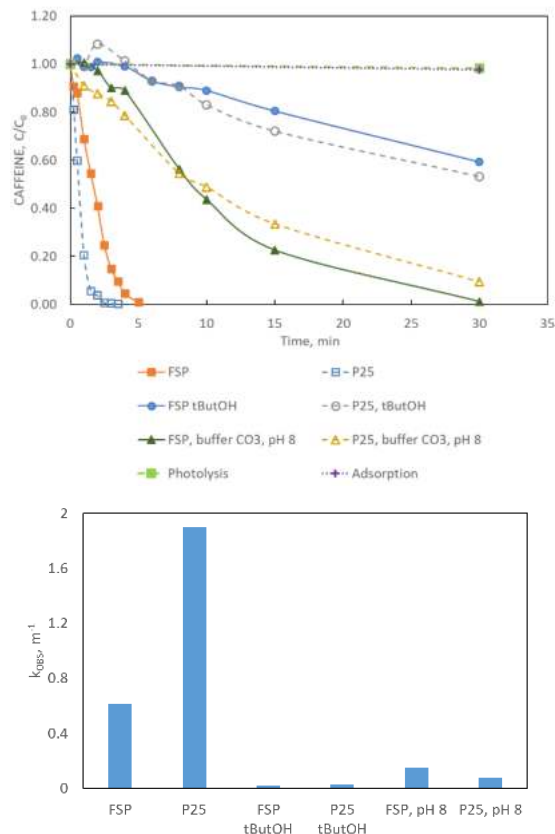 1.20
1.00
0.80
0.60
0.40
0.20
0.00
CAFFEINE, C/C₀
0 5 10 15 20 25 30 35
Time, min
FSP P25
FSP tButOH P25, tButOH
FSP, buffer CO3, pH 8 P25, buffer CO3, pH 8
Photolysis Adsorption
2
1.6
1.2
0.8
0.4
0
kOBS, m⁻¹
FSP P25 FSP tButOH P25 tButOH FSP, pH 8 P25, pH 8